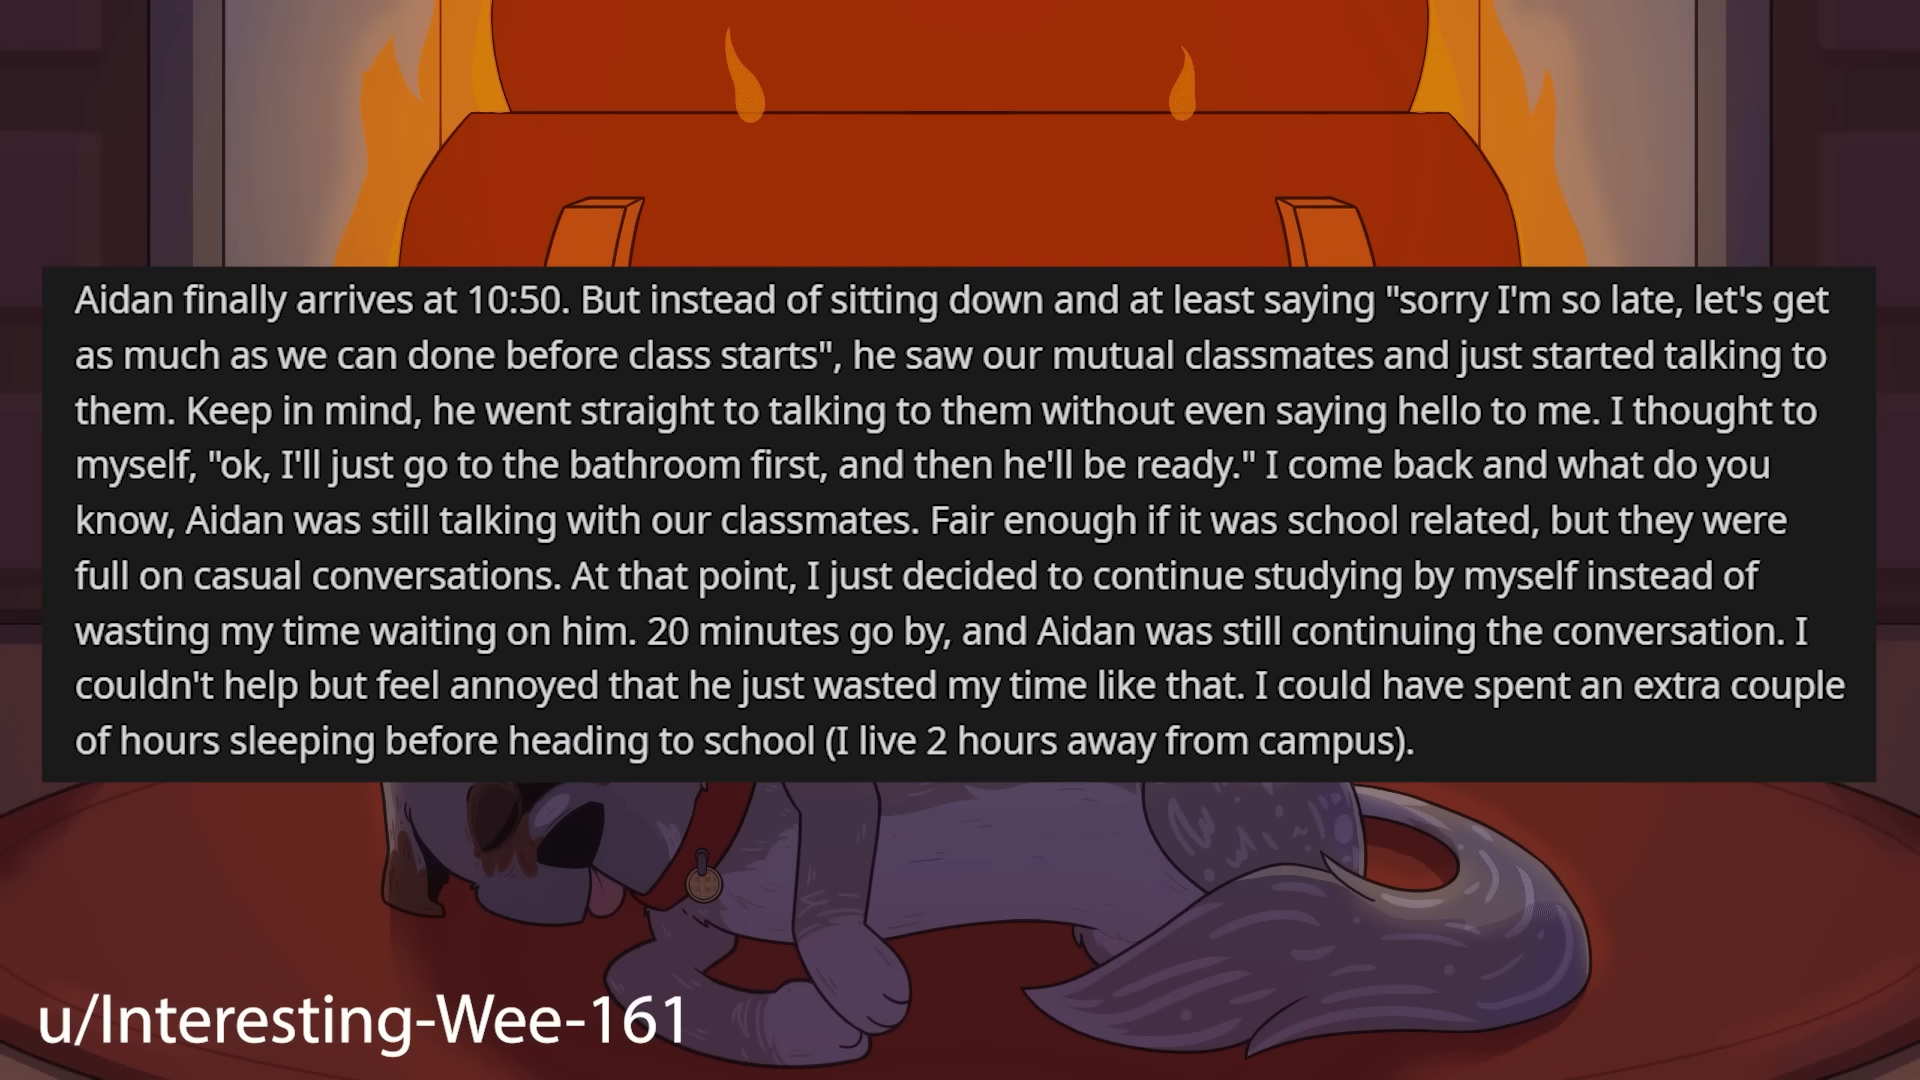 Aidan finally arrives at 10:50. But instead of sitting down and at least saying "sorry I'm so late, let's get
as much as we can done before class starts", he saw our mutual classmates and just started talking to
them. Keep in mind, he went straight to talking to them without even saying hello to me. I thought to
myself, "ok, I'll just go to the bathroom first, and then he'll be ready." I come back and what do you
know, Aidan was still talking with our classmates. Fair enough if it was school related, but they were
full on casual conversations. At that point, I just decided to continue studying by myself instead of
wasting my time waiting on him. 20 minutes go by, and Aidan was still continuing the conversation. I
couldn't help but feel annoyed that he just wasted my time like that. I could have spent an extra couple
of hours sleeping before heading to school (I live 2 hours away from campus).
u/Interesting-Wee-161